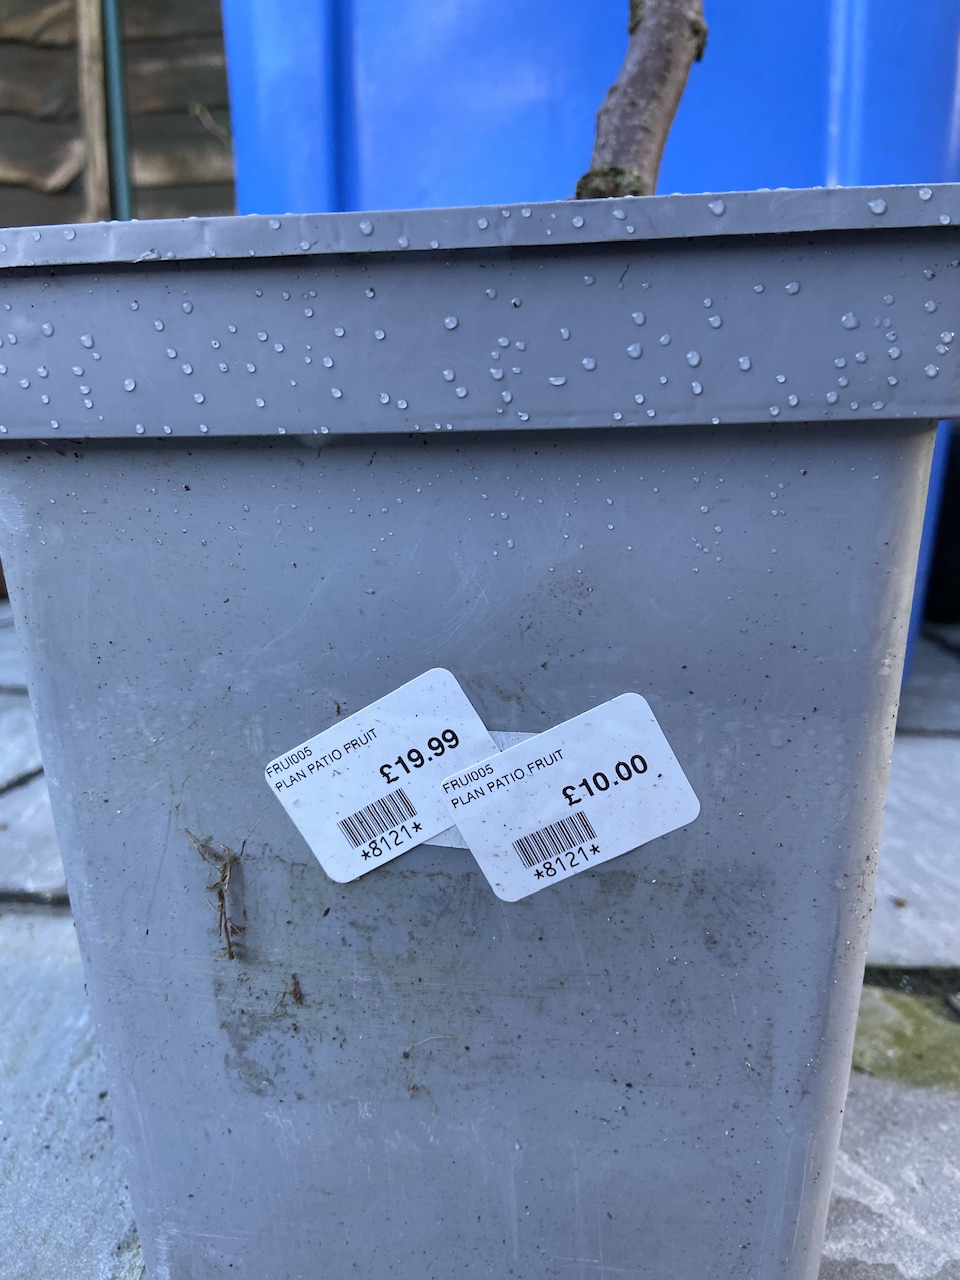 FRUI005
PLAN PATIO FRUIT
£19.99
*8121*
FRUI005
PLAN PATIO FRUIT
£10.00
*8121*